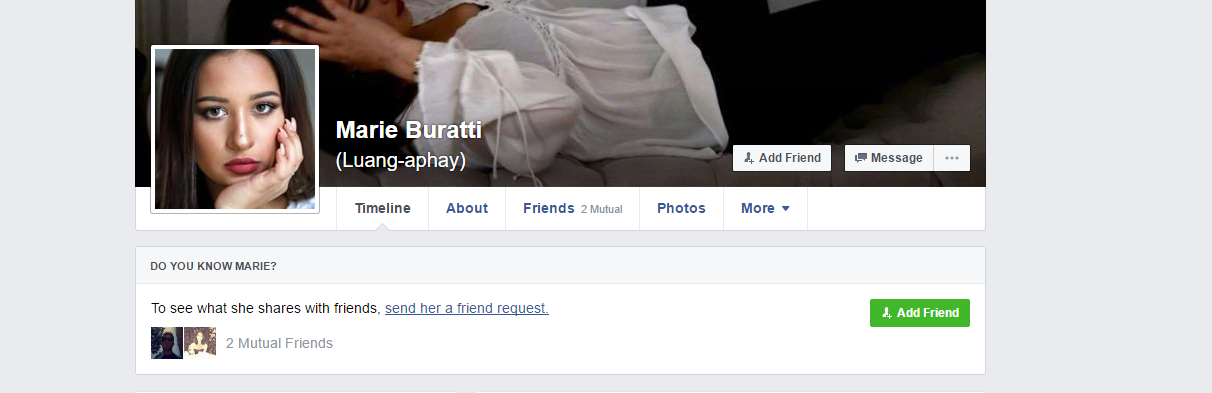 Marie Buratti
(Luang-aphay)
Add Friend
Message
Timeline
About
Friends 2 Mutual
Photos
More
DO YOU KNOW MARIE?
To see what she shares with friends, send her a friend request.
Add Friend
2 Mutual Friends